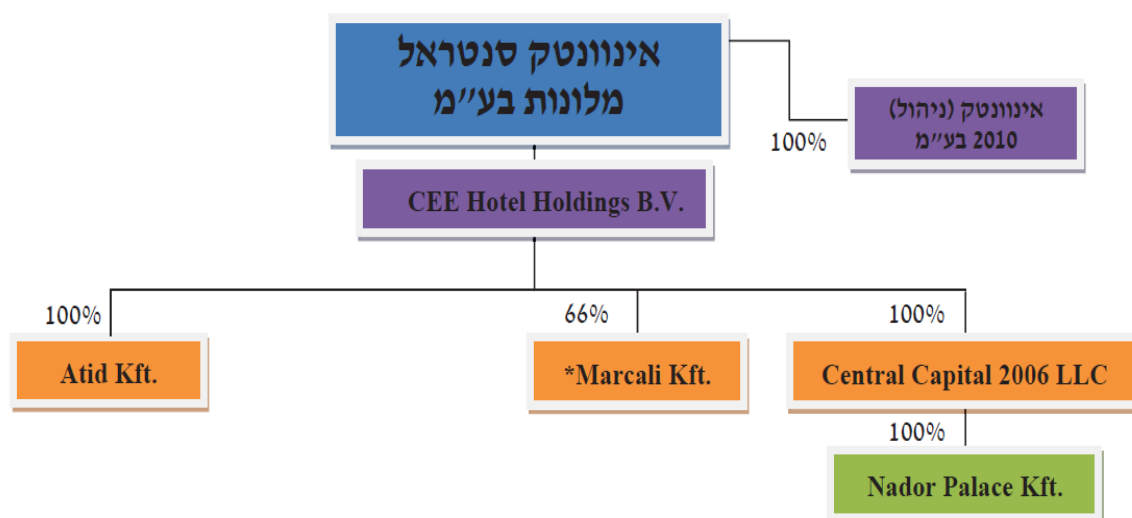 אינוונטק סנטראל
מלונות בע״מ
אינוונטק (ניהול)
2010 בע״מ
100%
CEE Hotel Holdings B.V.
100%
66%
100%
Atid Kft.
*Marcali Kft.
Central Capital 2006 LLC
100%
Nador Palace Kft.